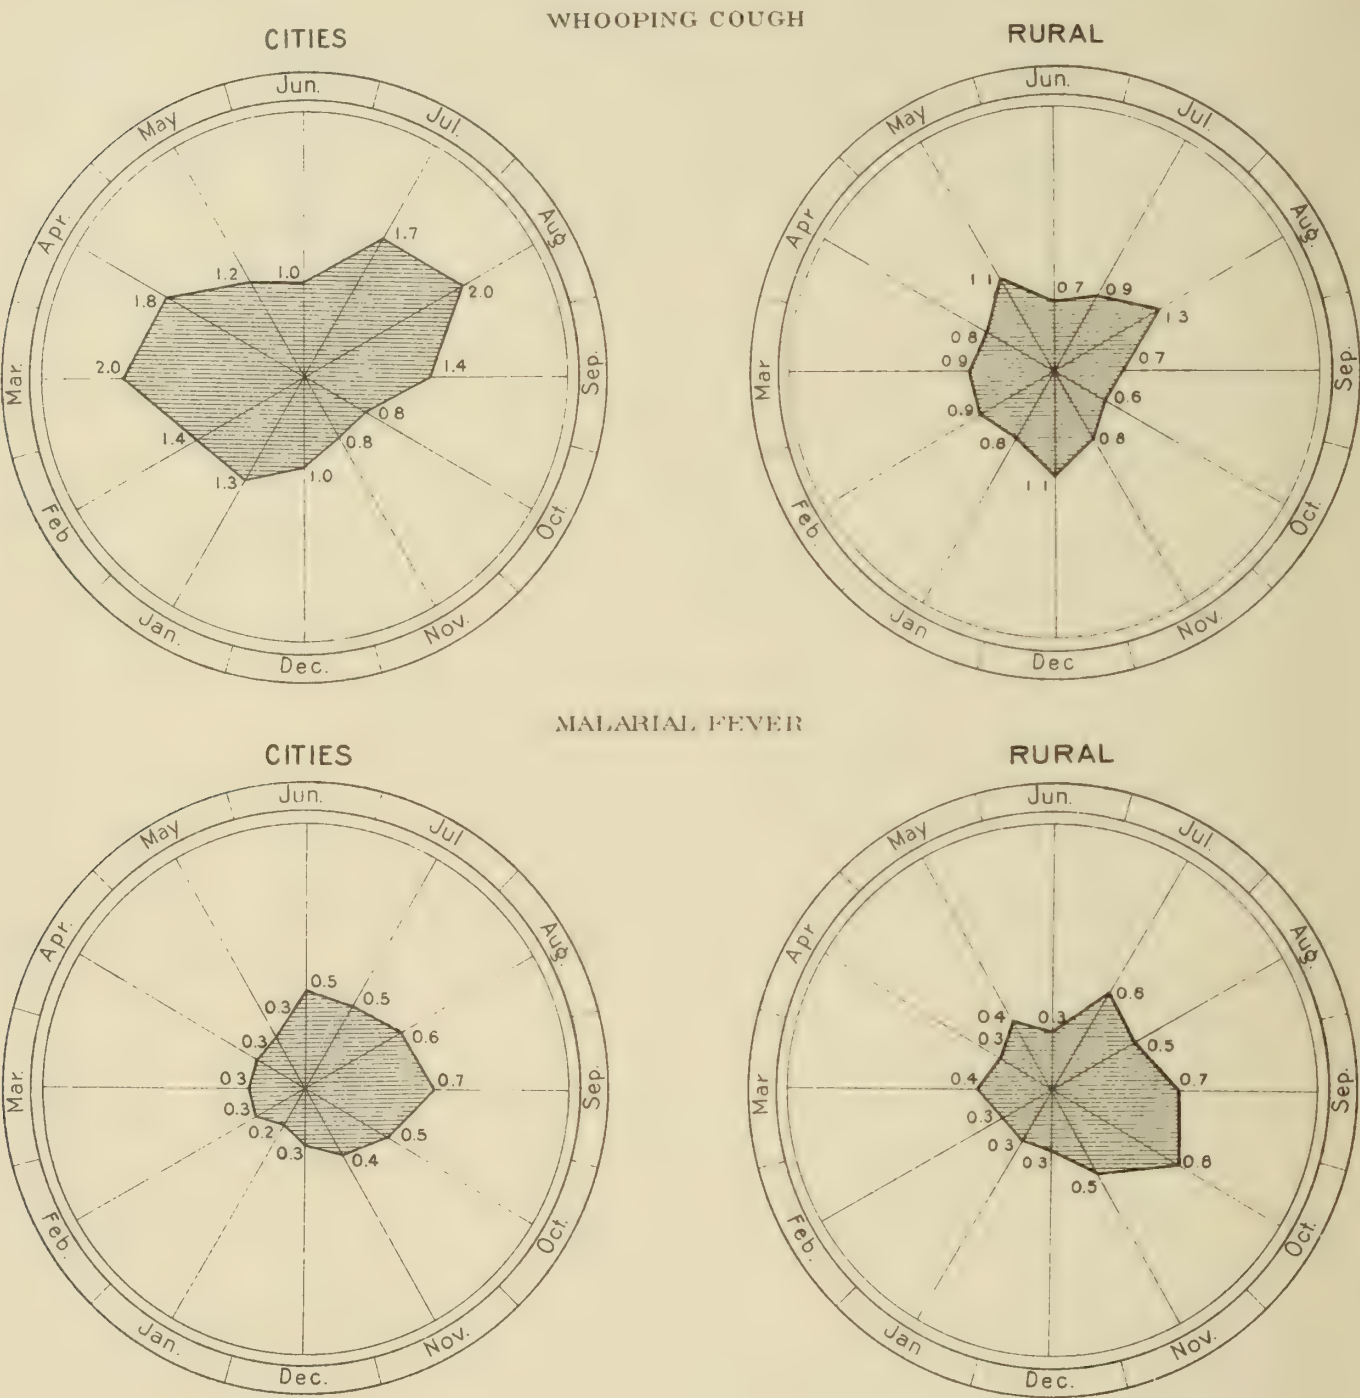 WHOOPING COUGH
CITIES
Jun.
Jul.
Aug.
Sep.
Oct.
Nov.
Dec.
Jan.
Feb
Mar.
Apr.
May
1.0
1.7
2.0
1.4
0.8
0.8
1.0
1.3
1.4
2.0
1.8
1.2
RURAL
Jun.
Jul.
Aug.
Sep.
Oct.
Nov.
Dec
Jan
Feb.
Mar
Apr
May
0.7
0.9
1.3
0.7
0.6
0.8
1.1
0.8
0.9
0.9
0.8
1.1
MALARIAL FEVER
CITIES
Jun.
Jul
Aug.
Sep.
Oct.
Nov.
Dec.
Jan.
Feb.
Mar.
Apr.
May
0.5
0.5
0.6
0.7
0.5
0.4
0.3
0.2
0.3
0.3
0.3
0.3
RURAL
Jun.
Jul.
Aug.
Sep.
Oct.
Nov.
Dec.
Jan
Feb.
Mar
Apr
May
0.3
0.5
0.7
0.5
0.3
0.3
0.3
0.4
0.3
0.4